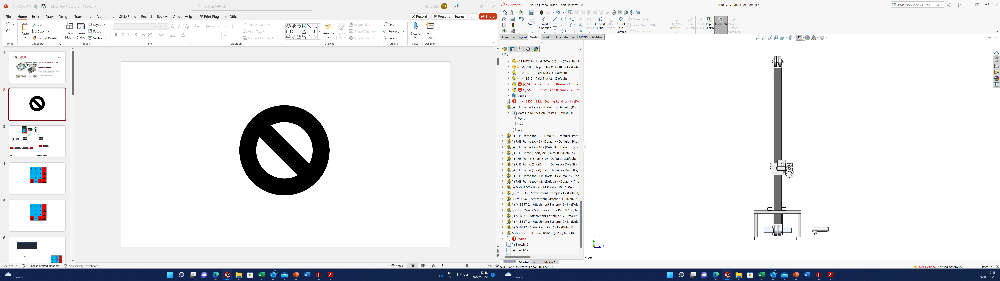 AutoSave On Mast User Process • Saved
Search (Alt+Q)
Edi Ubido EU
File Home Insert Draw Design Transitions Animations Slide Show Record Review View Help LFP Print Plug-In for Office
Record Present in Teams Share
Undo
Paste Cut Copy Format Painter
Clipboard
New Slide Reuse Slides Layout Reset Section
Slides
18
Font
Text Direction Align Text Convert to SmartArt
Paragraph
Arrange Quick Styles Shape Fill Shape Outline Shape Effects
Drawing
Find Replace Select
Editing
Dictate
Voice
Design Ideas
Designer
1
LIGHTBURN
2
3
MAST TURNTABLE
4
5
6
Slide 2 of 27 English (United Kingdom) Accessibility: Investigate
Notes 99%
15°C
Cloudy
ENG
UK
12:48
26/09/2022
5
SOLIDWORKS File Edit View Insert Tools Window
M-BS-GA01 Mast (100x100) (1) *
Search SOLIDWORKS Help
Sketch Smart Dimension
Trim Entities Convert Entities Offset Entities Offset On Surface
Mirror Entities
Linear Sketch Pattern
Move Entities
Display/Delete Relations Repair Sketch Quick Snaps Rapid Sketch Instant2D Shaded Sketch Contours
Assembly Layout Sketch Markup Evaluate SOLIDWORKS Add-Ins
(f) M-BS09 - Axial (100x100)<1> (Default<<
(-) M-BS08 - Top Pulley (100x100)<1> (Defa
(-) M-BS10 - Axial Nut<1> (Default)
(-) M-BS10 - Axial Nut<2> (Default)
(-) SA05 - Transmission Bearing<1> (De
(-) SA05 - Transmission Bearing<2> (De
Mates
(-) M-BS30 - Slider Bearing Retainer<1> (De
(-) RHS Frame top<7> (Default<<Default>_Phot
Mates in M-BS-GA01 Mast (100x100) (1)
Front
Top
Right
(-) RHS Frame top<8> (Default<<Default>_Phot
(-) RHS Frame top<9> (Default<<Default>_Phot
(-) RHS Frame top<10> (Default<<Default>_Pho
(-) RHS Frame (Short)<9> (Default<<Default>_P
(-) RHS Frame (Short)<10> (Default<<Default>_
(-) RHS Frame (Short)<11> (Default<<Default>_
(-) RHS Frame (Short)<12> (Default<<Default>_
(-) RHS Frame top<11> (Default<<Default>_Pho
(-) RHS Frame top<12> (Default<<Default>_Pho
(-) M-BS17-2 - Boresight Pivot 2 (100x100)<2> (
(+) M-BS36 - Attatchment Example<1> (Default)
(+) M-BS37 - Attachment Fastener<1> (Default)
(-) M-BS37-2 - Attachment Fastener 2<1> (Defa
(+) M-BS24-2 - Mast Cable Tube Part 2<1> (Def
(-) M-BS37 - Attachment Fastener<2> (Default)
(-) M-BS37-2 - Attachment Fastener 2<2> (Defa
(-) M-BS17 - Slider Pivot Part 1<1> (Default)
M-BS07 - Top Frame (100x100)<2> (Default)
Mates
(-) Sketch16
(-) Sketch17
Y
Z
*Left
Model Motion Study 1
SOLIDWORKS Professional 2021 SP5.0
Over Defined Editing Assembly Custom
15°C
Cloudy
12:48
26/09/2022